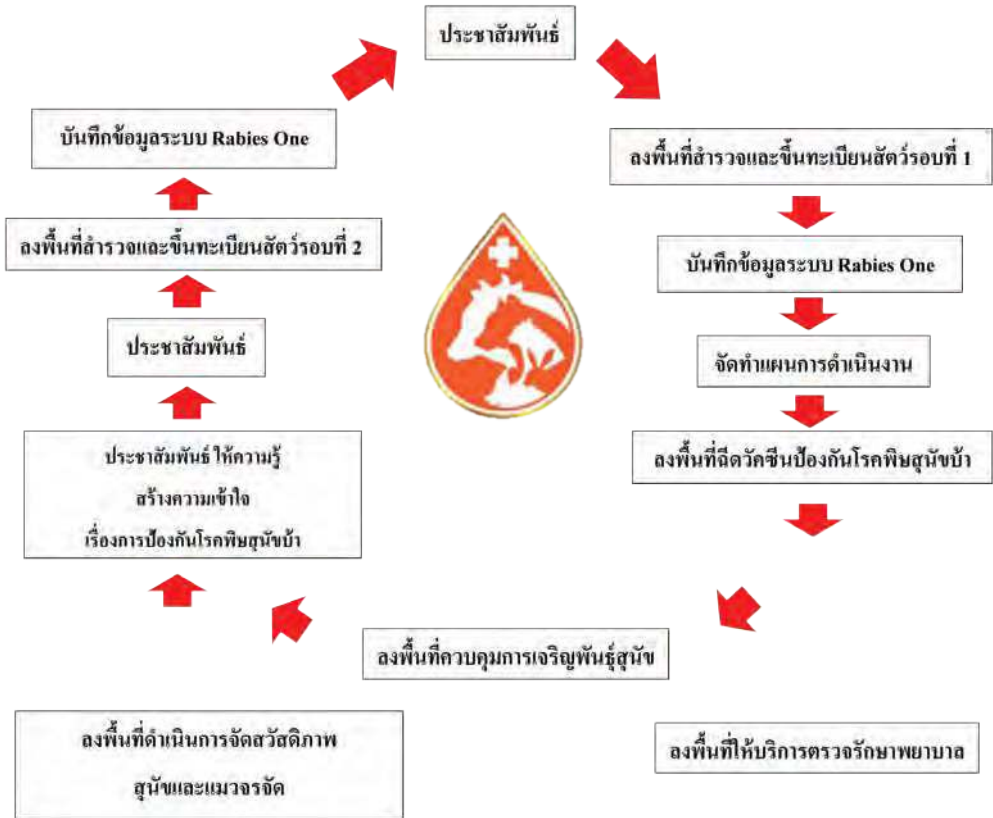 ประชาสัมพันธ์
ลงพื้นที่สำรวจและขึ้นทะเบียนสัตว์รอบที่ 1
บันทึกข้อมูลระบบ Rabies One
จัดทำแผนการดำเนินงาน
ลงพื้นที่ฉีดวัคซีนป้องกันโรคพิษสุนัขบ้า
ลงพื้นที่ให้บริการตรวจรักษาพยาบาล
ลงพื้นที่ควบคุมการเจริญพันธุ์สุนัข
ลงพื้นที่ดำเนินการจัดสวัสดิภาพ
สุนัขและแมวจรจัด
ประชาสัมพันธ์ ให้ความรู้
สร้างความเข้าใจ
เรื่องการป้องกันโรคพิษสุนัขบ้า
ประชาสัมพันธ์
ลงพื้นที่สำรวจและขึ้นทะเบียนสัตว์รอบที่ 2
บันทึกข้อมูลระบบ Rabies One